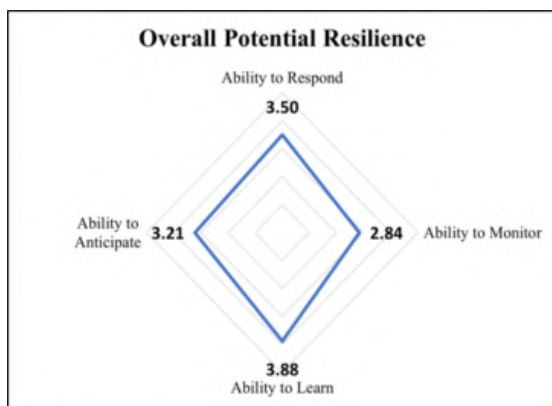 Overall Potential Resilience
Ability to Respond
3.50
Ability to
Anticipate
3.21
2.84
Ability to Monitor
3.88
Ability to Learn